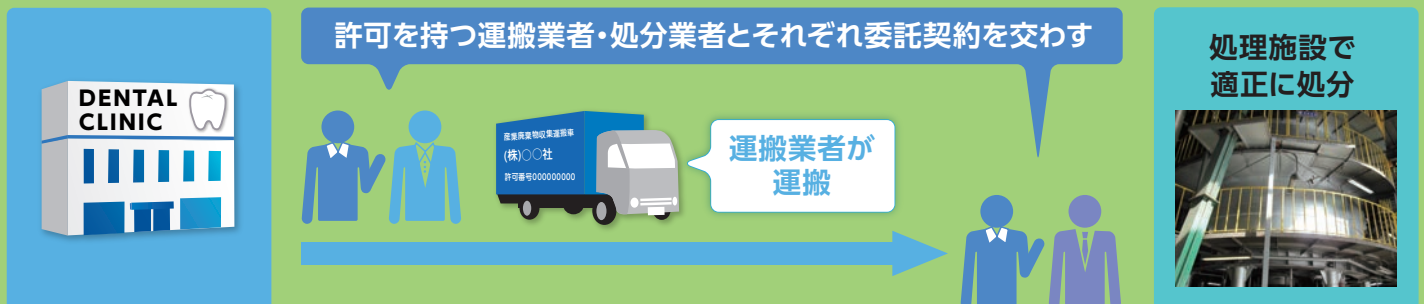 許可を持つ運搬業者・処分業者とそれぞれ委託契約を交わす
DENTAL
CLINIC
産業廃棄物収集運搬車
(株)○○社
許可番号000000000
運搬業者が
運搬
処理施設で
適正に処分